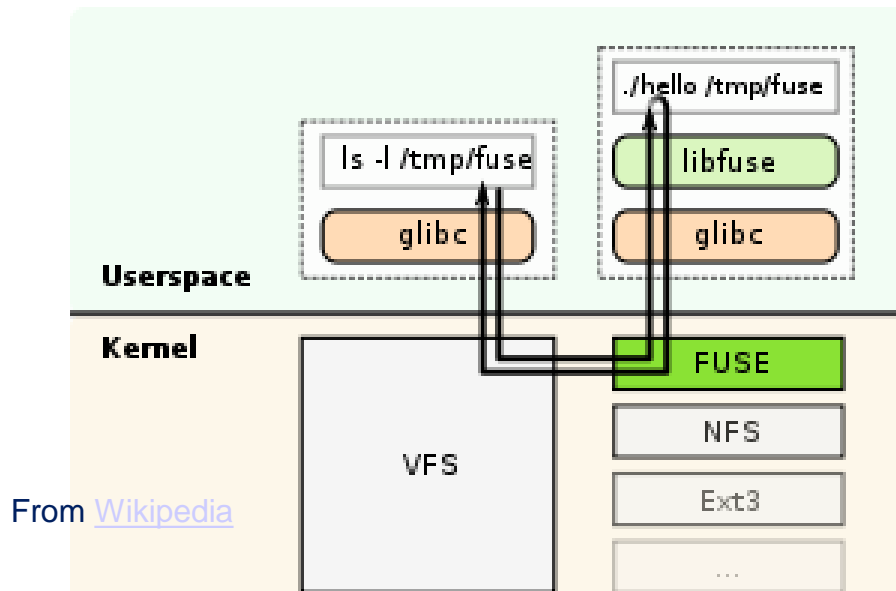 ./hello /tmp/fuse
ls -l /tmp/fuse
libfuse
glibc
glibc
Userspace
Kernel
FUSE
NFS
VFS
Ext3
From Wikipedia
...